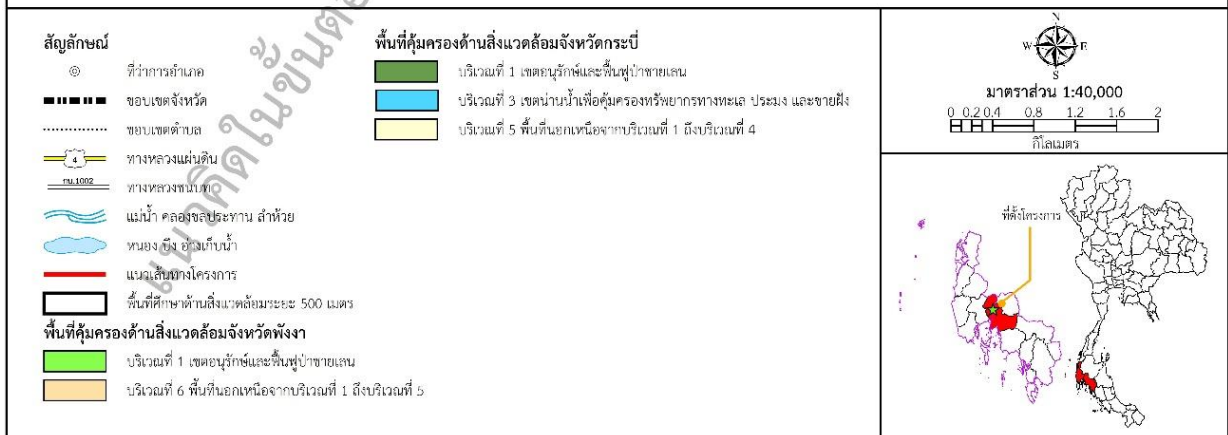 สัญลักษณ์
ที่ว่าการอำเภอ
ขอบเขตจังหวัด
ขอบเขตตำบล
4
ทางหลวงแผ่นดิน
ทน.1002
ทางหลวงชนบท
แม่น้ำ คลองชลประทาน ลำห้วย
หนอง บึง อ่างเก็บน้ำ
แนวเส้นทางโครงการ
พื้นที่ศึกษาด้านสิ่งแวดล้อมระยะ 500 เมตร
พื้นที่คุ้มครองด้านสิ่งแวดล้อมจังหวัดพังงา
บริเวณที่ 1 เขตอนุรักษ์และฟื้นฟูป่าชายเลน
บริเวณที่ 6 พื้นที่นอกเหนือจากบริเวณที่ 1 ถึงบริเวณที่ 5
พื้นที่คุ้มครองด้านสิ่งแวดล้อมจังหวัดกระบี่
บริเวณที่ 1 เขตอนุรักษ์และฟื้นฟูป่าชายเลน
บริเวณที่ 3 เขตน่านน้ำเพื่อคุ้มครองทรัพยากรทางทะเล ประมง และชายฝั่ง
บริเวณที่ 5 พื้นที่นอกเหนือจากบริเวณที่ 1 ถึงบริเวณที่ 4
แนวคิดในขั้นต
N
W E
S
มาตราส่วน 1:40,000
0 0.2 0.4 0.8 1.2 1.6 2
กิโลเมตร
ที่ตั้งโครงการ